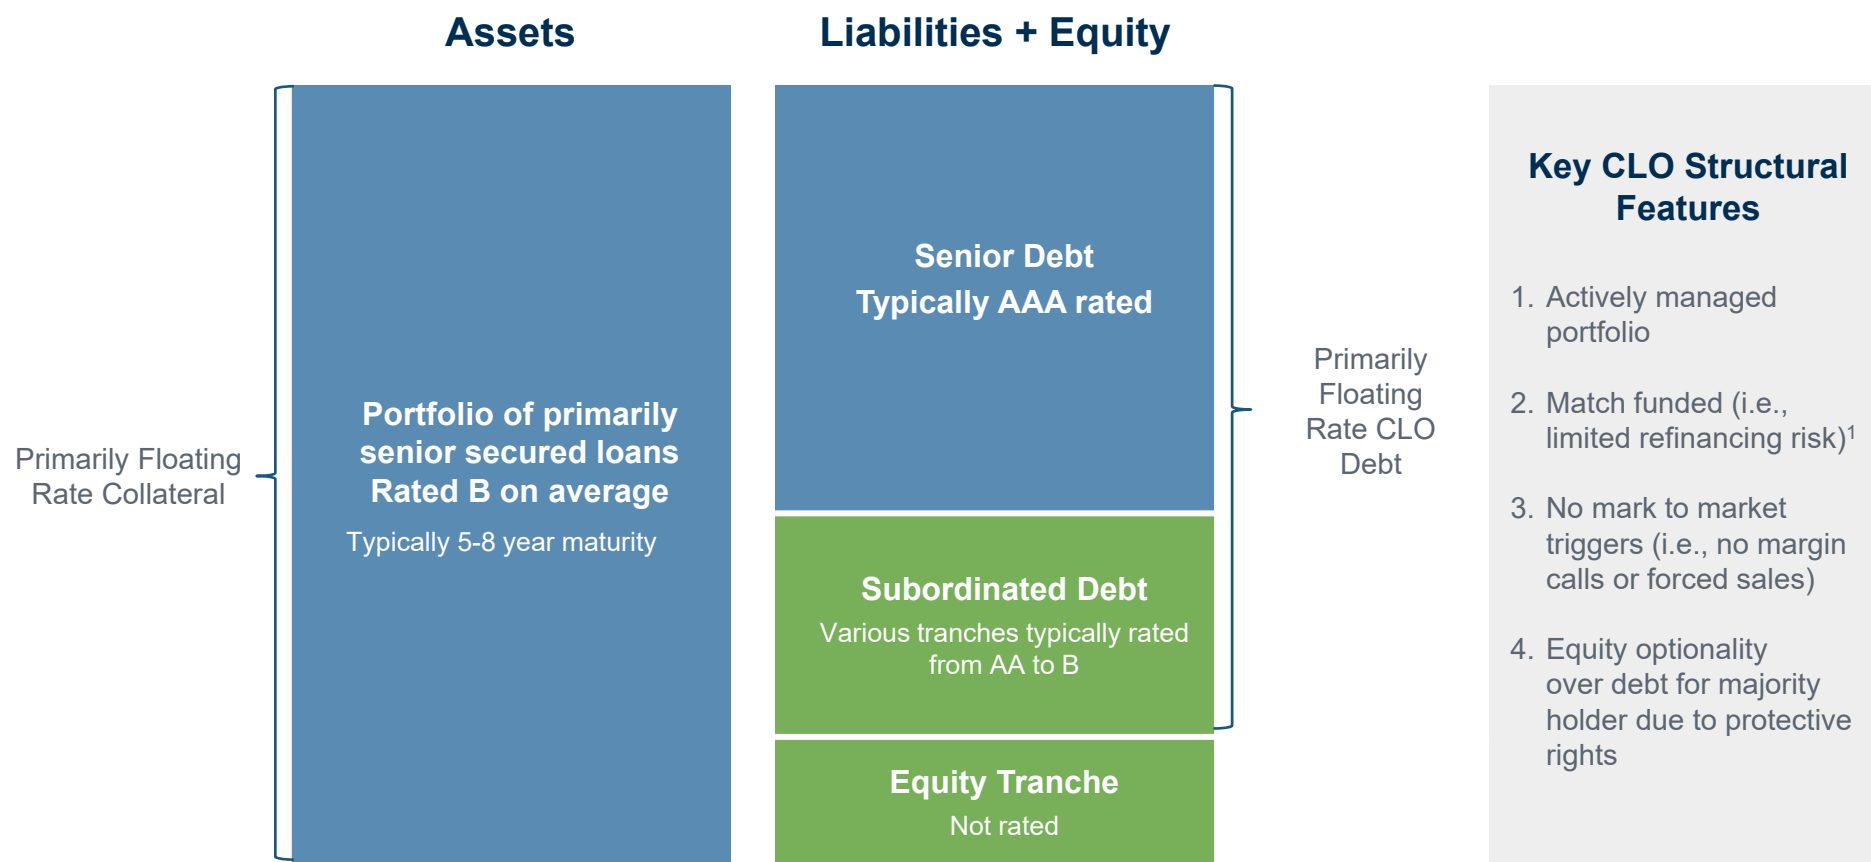 Assets
Liabilities + Equity
Primarily Floating
Rate Collateral
Portfolio of primarily
senior secured loans
Rated B on average
Typically 5-8 year maturity
Senior Debt
Typically AAA rated
Subordinated Debt
Various tranches typically rated
from AA to B
Equity Tranche
Not rated
Primarily
Floating
Rate CLO
Debt
Key CLO Structural
Features
1. Actively managed
portfolio
2. Match funded (i.e.,
limited refinancing risk)¹
3. No mark to market
triggers (i.e., no margin
calls or forced sales)
4. Equity optionality
over debt for majority
holder due to protective
rights